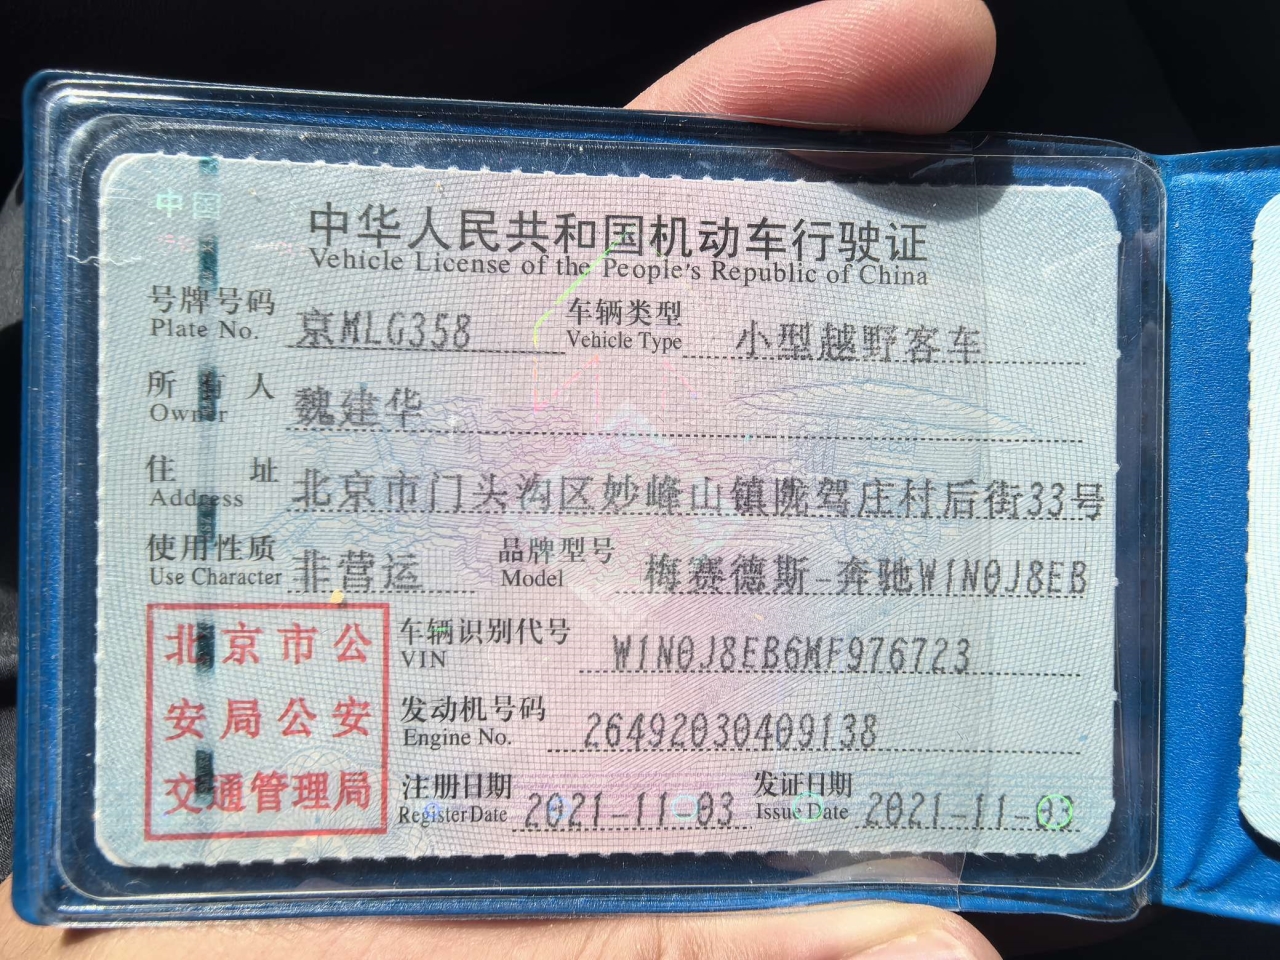 中国
中华人民共和国机动车行驶证
Vehicle License of the People's Republic of China
号牌号码 京MLG358 车辆类型 小型越野客车
Plate No. Vehicle Type
所有人 魏建华
Owner
住址 北京市门头沟区妙峰山镇陇驾庄村后街33号
Address
使用性质 非营运 品牌型号 梅赛德斯-奔驰W1N0J8EB
Use Character Model
北京市公
安局公安
交通管理局
车辆识别代号 W1N0J8EB6MF976723
VIN
发动机号码 26492030409138
Engine No.
注册日期 2021-11-03 发证日期 2021-11-03
Register Date Issue Date